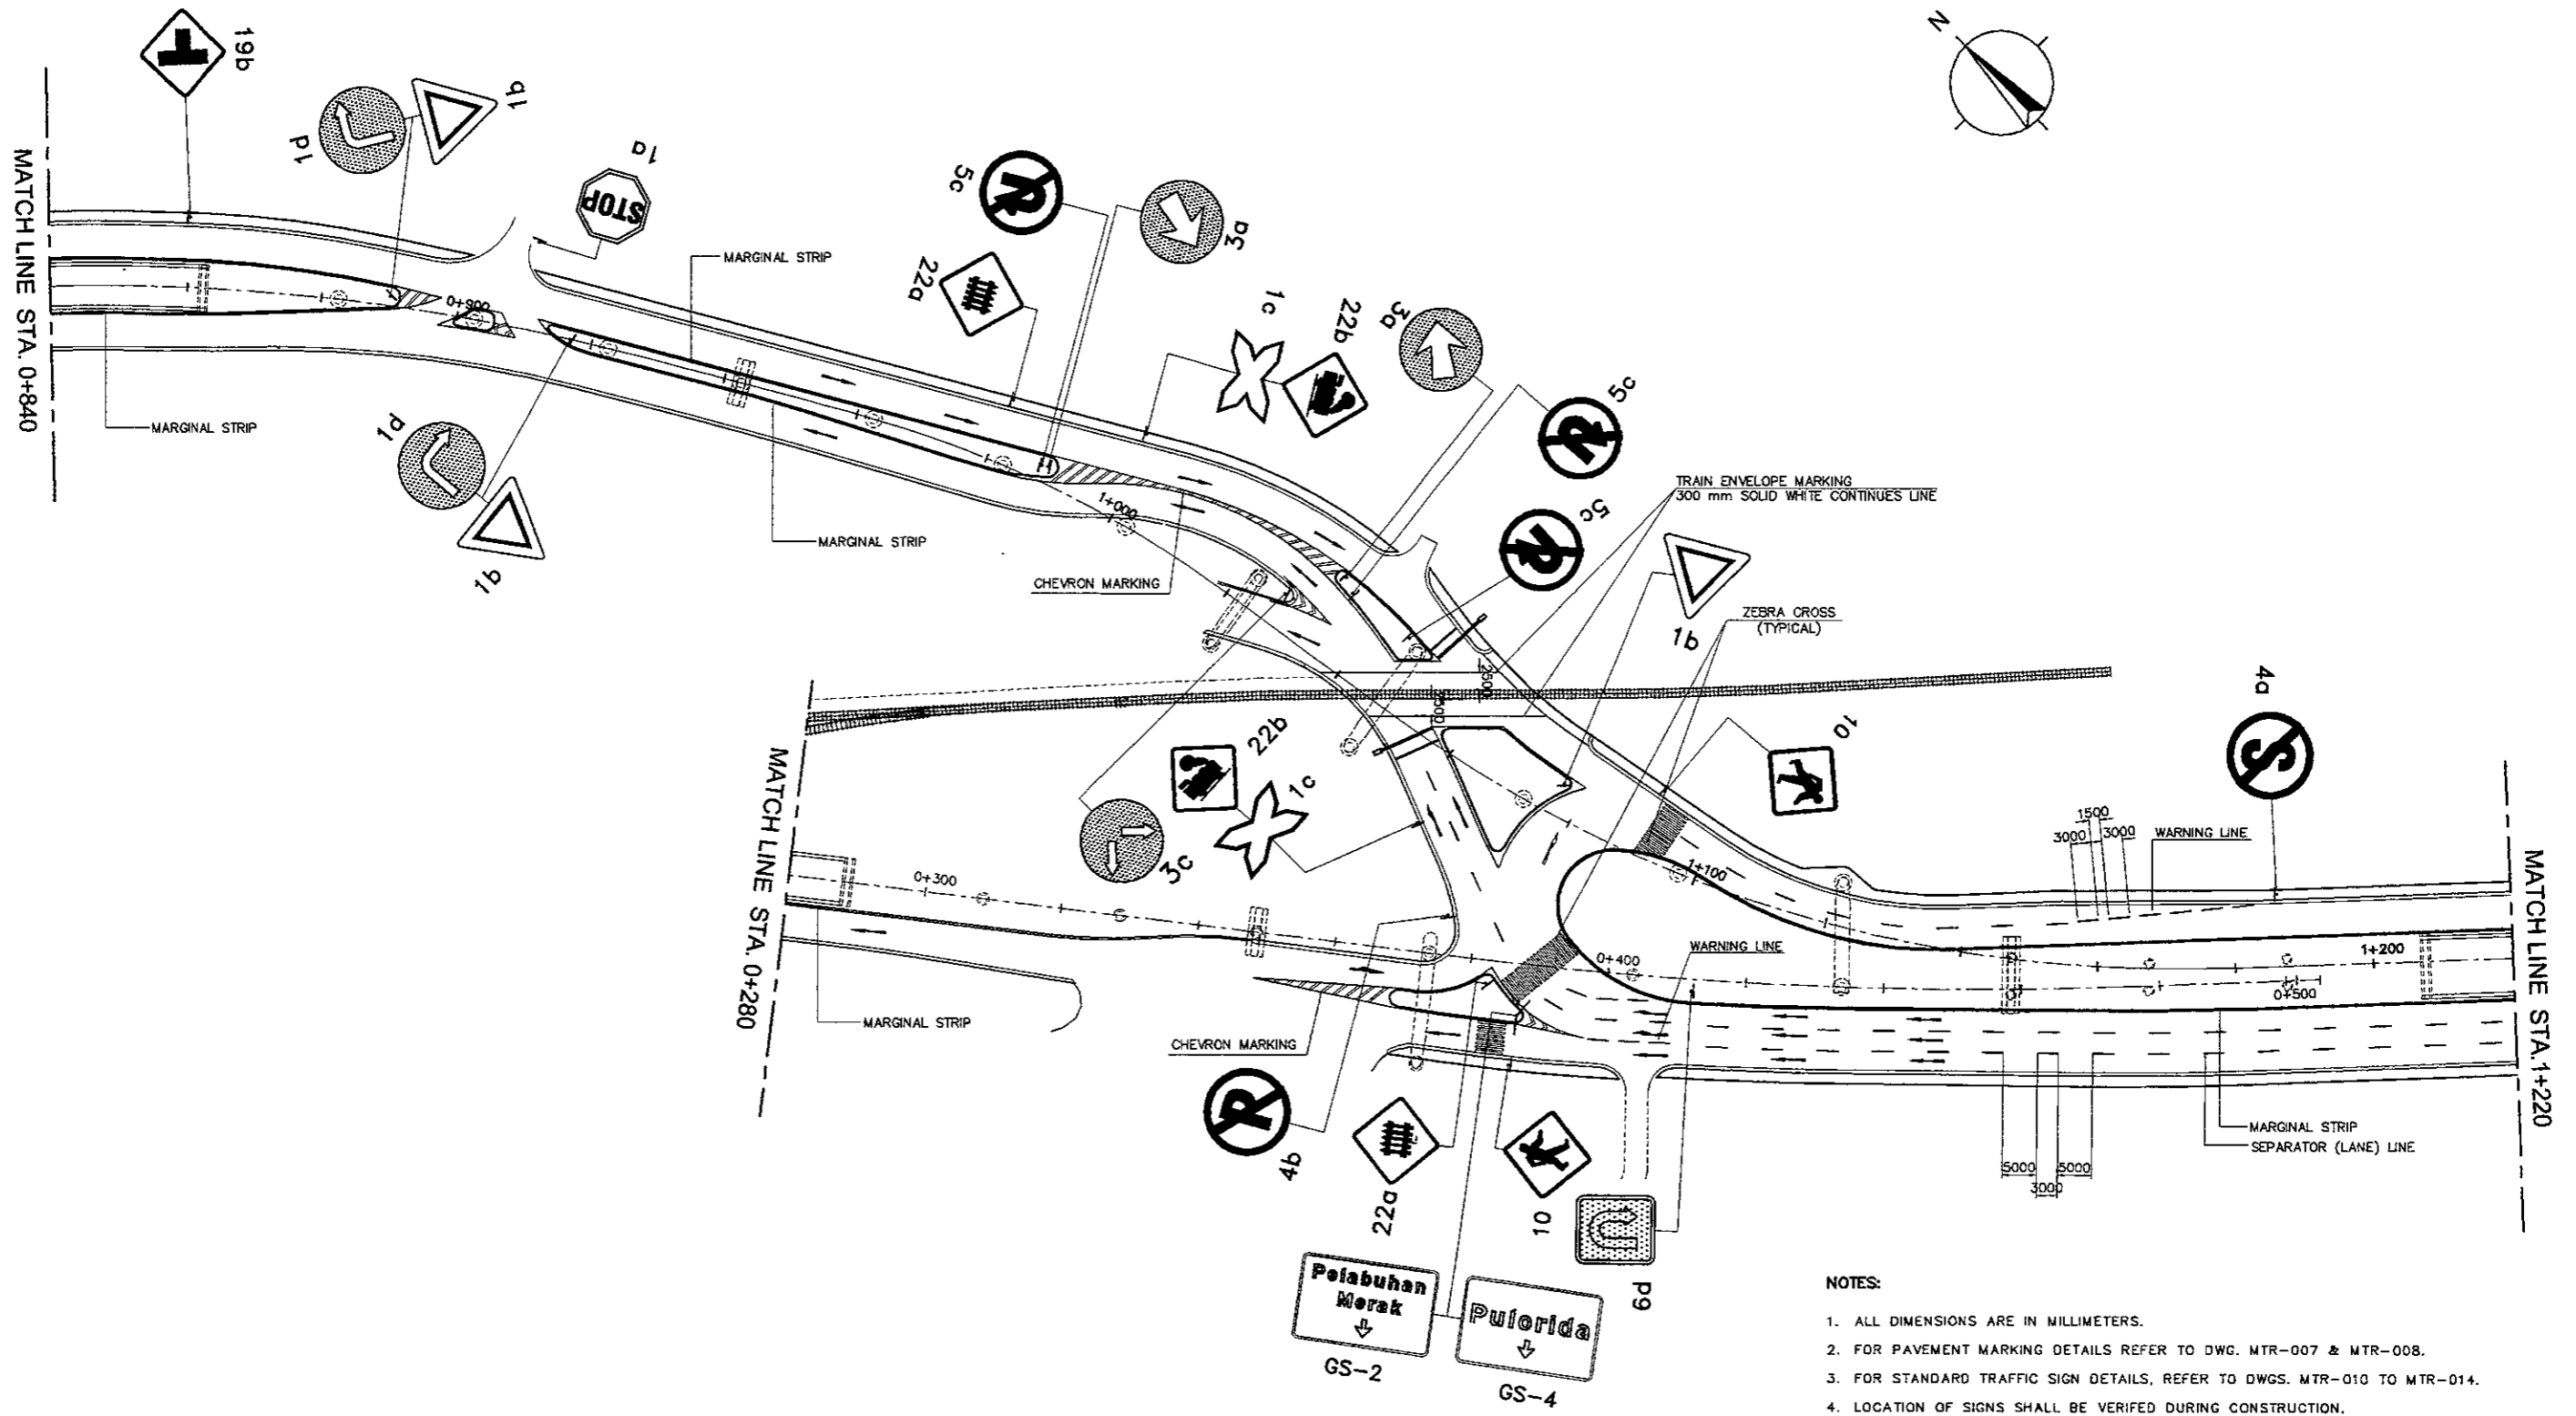 N
19b
1b
1d
1a
STOP
5c
3a
22a
MATCH LINE STA. 0+840
MARGINAL STRIP
0+900
1c
22b
3a
5c
5c
MARGINAL STRIP
1d
1b
MARGINAL STRIP
1+000
CHEVRON MARKING
TRAIN ENVELOPE MARKING
300 mm SOLID WHITE CONTINUES LINE
1b
ZEBRA CROSS
(TYPICAL)
2500
2500
4a
S
10
22b
1c
3c
MATCH LINE STA. 0+280
0+300
MARGINAL STRIP
CHEVRON MARKING
1+100
0+400
WARNING LINE
1500
3000
3000
WARNING LINE
1+200
0+500
MATCH LINE STA.1+220
MARGINAL STRIP
SEPARATOR (LANE) LINE
5000
5000
3000
R
4b
22a
10
Pelabuhan
Merak
GS-2
Pulorida
GS-4
NOTES:
1. ALL DIMENSIONS ARE IN MILLIMETERS.
2. FOR PAVEMENT MARKING DETAILS REFER TO DWG. MTR-007 & MTR-008.
3. FOR STANDARD TRAFFIC SIGN DETAILS, REFER TO DWGS. MTR-010 TO MTR-014.
4. LOCATION OF SIGNS SHALL BE VERIFED DURING CONSTRUCTION.